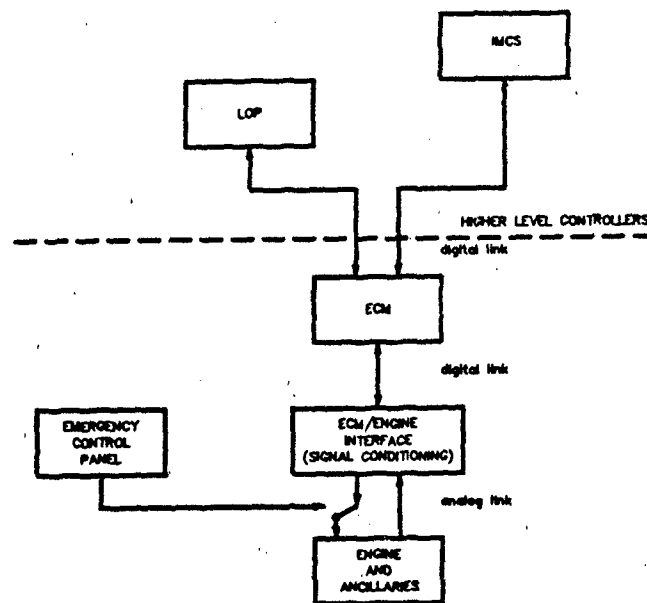 IMCS
LOP
HIGHER LEVEL CONTROLLERS
digital link
ECM
digital link
EMERGENCY
CONTROL
PANEL
ECM/ENGINE
INTERFACE
(SIGNAL CONDITIONING)
analog link
ENGINE
AND
ANCILLARIES